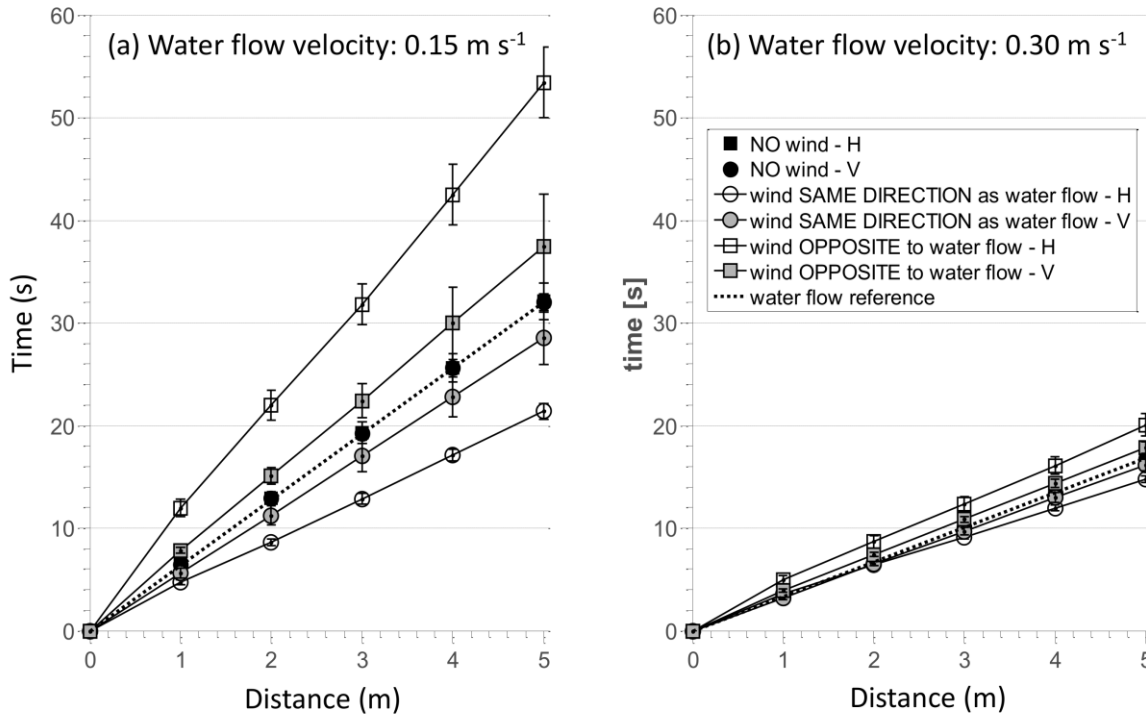 (a) Water flow velocity: 0.15 m s-1
60
50
40
30
20
10
0
Time (s)
0 1 2 3 4 5
Distance (m)
(b) Water flow velocity: 0.30 m s-1
60
50
40
30
20
10
0
time [s]
NO wind - H
NO wind - V
wind SAME DIRECTION as water flow - H
wind SAME DIRECTION as water flow - V
wind OPPOSITE to water flow - H
wind OPPOSITE to water flow - V
water flow reference
0 1 2 3 4 5
Distance (m)